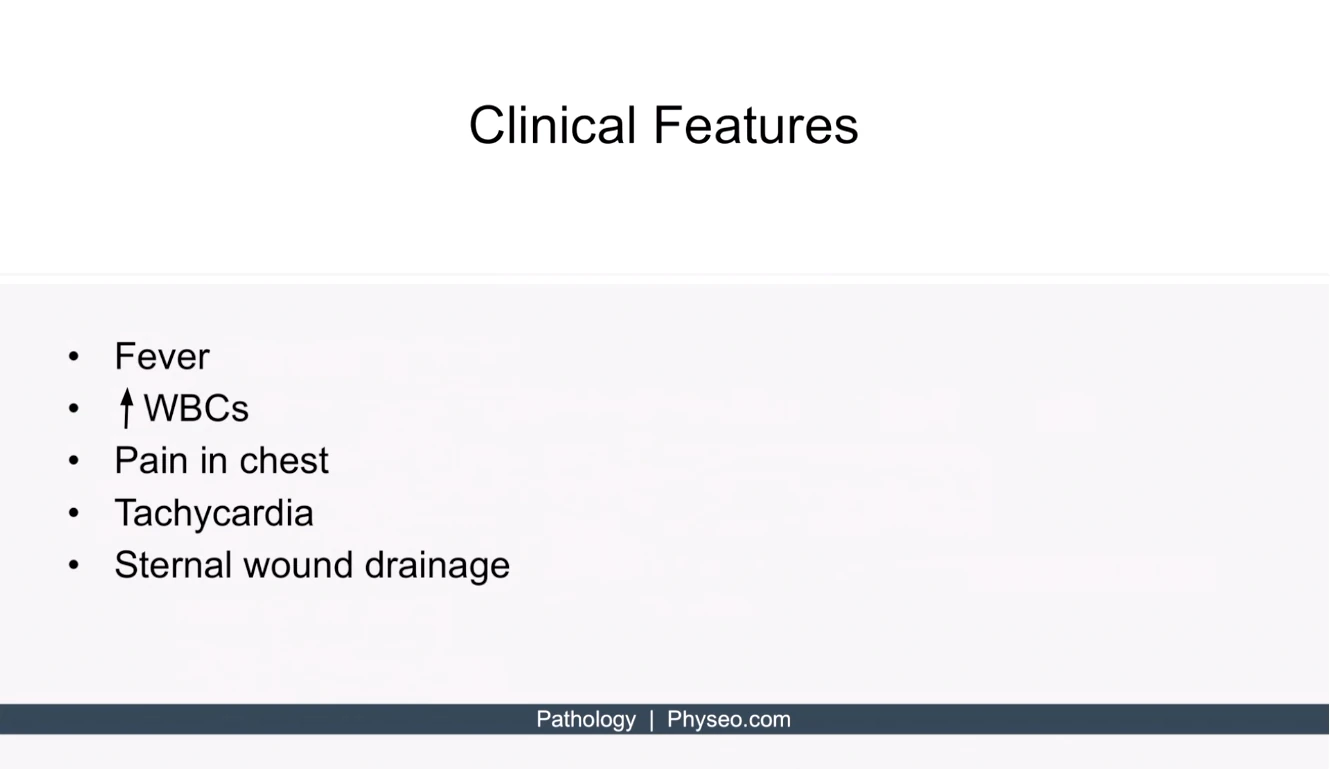 Clinical Features
• Fever
• ↑ WBCs
• Pain in chest
• Tachycardia
• Sternal wound drainage
Pathology | Physeo.com